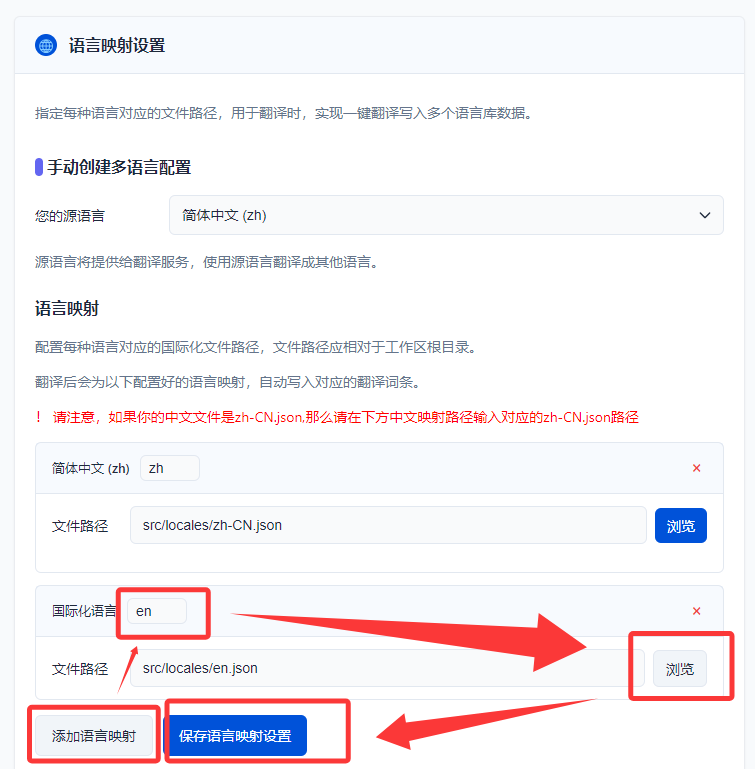 语言映射设置
指定每种语言对应的文件路径，用于翻译时，实现一键翻译写入多个语言库数据。
手动创建多语言配置
您的源语言 简体中文 (zh)
源语言将提供给翻译服务，使用源语言翻译成其他语言。
语言映射
配置每种语言对应的国际化文件路径，文件路径应相对于工作区根目录。
翻译后会为以下配置好的语言映射，自动写入对应的翻译词条。
！ 请注意，如果你的中文文件是zh-CN.json,那么请在下方中文映射路径输入对应的zh-CN.json路径
简体中文 (zh) zh ×
文件路径 src/locales/zh-CN.json 浏览
国际化语言 en ×
文件路径 src/locales/en.json 浏览
添加语言映射 保存语言映射设置